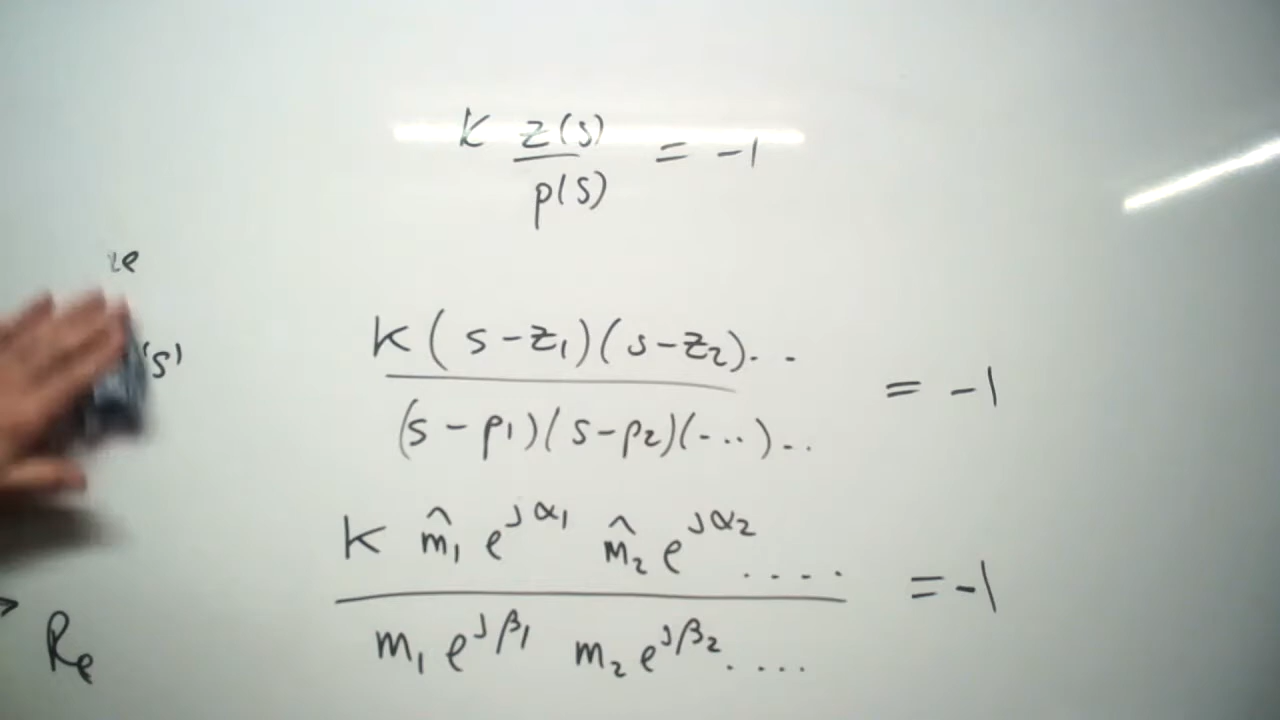 K z(s)
p(s) = -1
K(s-z₁)(s-z₂)...
(s-p₁)(s-p₂)(...)... = -1
K m̂₁ e^jα₁ m̂₂ e^jα₂ ....
m₁ e^jβ₁ m₂ e^jβ₂ .... = -1
Re